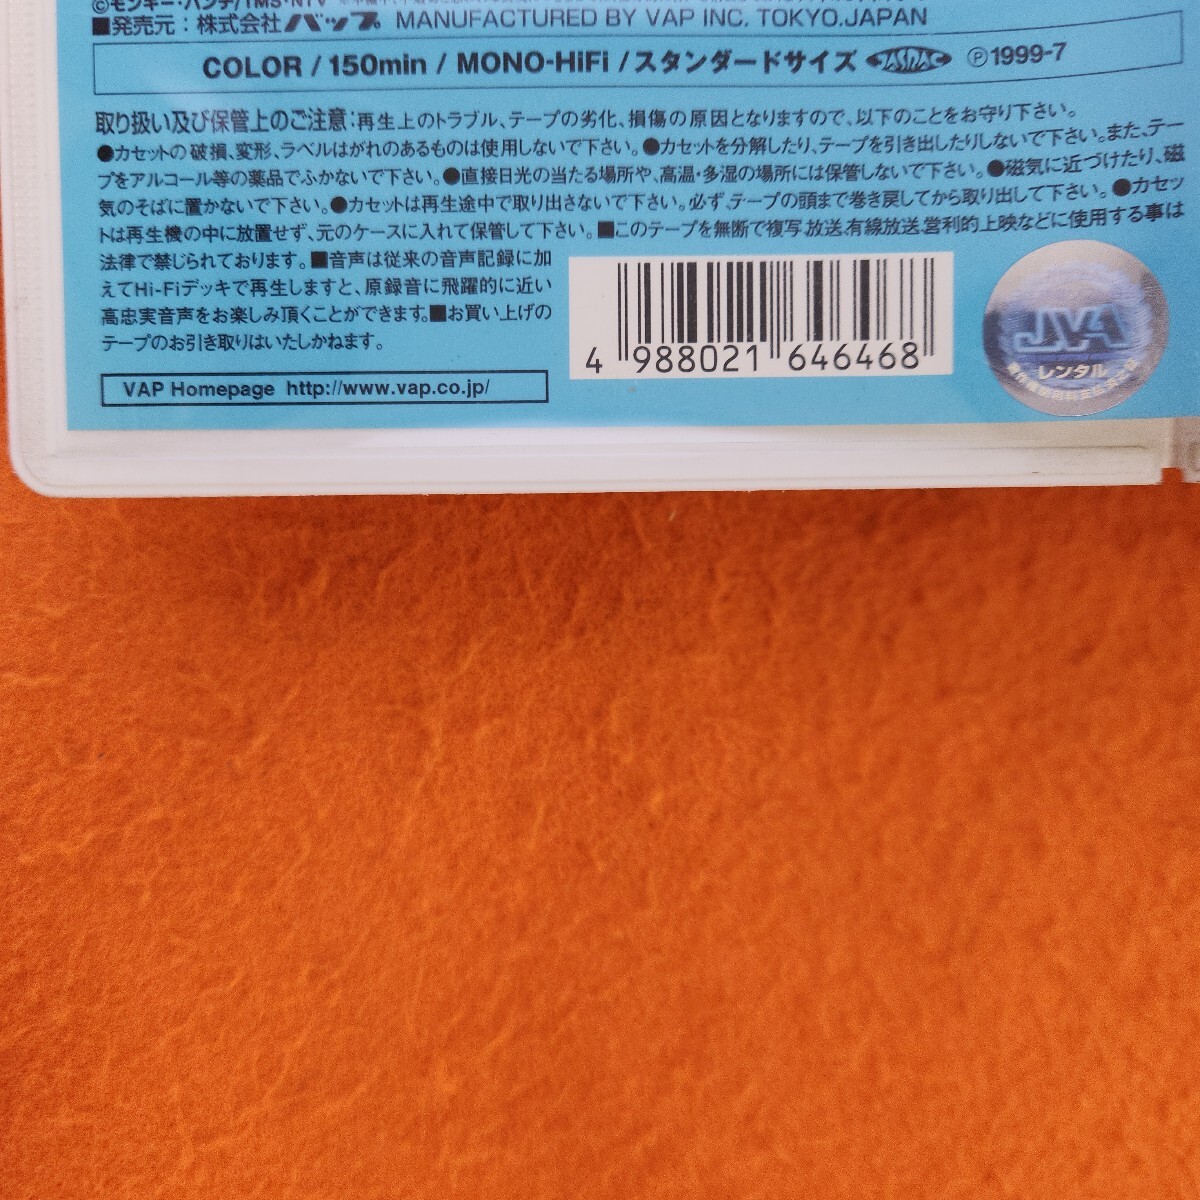 ©モンキー・パンチ/TMS・NTV
■発売元：株式会社バップ MANUFACTURED BY VAP INC. TOKYO.JAPAN
COLOR / 150min / MONO-HiFi / スタンダードサイズ JASRAC Ⓟ1999-7
取り扱い及び保管上のご注意：再生上のトラブル、テープの劣化、損傷の原因となりますので、以下のことをお守り下さい。
●カセットの破損、変形、ラベルはがれのあるものは使用しないで下さい。●カセットを分解したり、テープを引き出したりしないで下さい。また、テー
プをアルコール等の薬品でふかないで下さい。●直接日光の当たる場所や、高温・多湿の場所には保管しないで下さい。●磁気に近づけたり、磁
気のそばに置かないで下さい。●カセットは再生途中で取り出さないで下さい。必ず、テープの頭まで巻き戻してから取り出して下さい。●カセッ
トは再生機の中に放置せず、元のケースに入れて保管して下さい。■このテープを無断で複写、放送、有線放送、営利的上映などに使用する事は
法律で禁じられております。■音声は従来の音声記録に加
えてHi-Fiデッキで再生しますと、原録音に飛躍的に近い
高忠実音声をお楽しみ頂くことができます。■お買い上げの
テープのお引き取りはいたしかねます。
VAP Homepage http://www.vap.co.jp/
4 988021 646468
JVA
レンタル